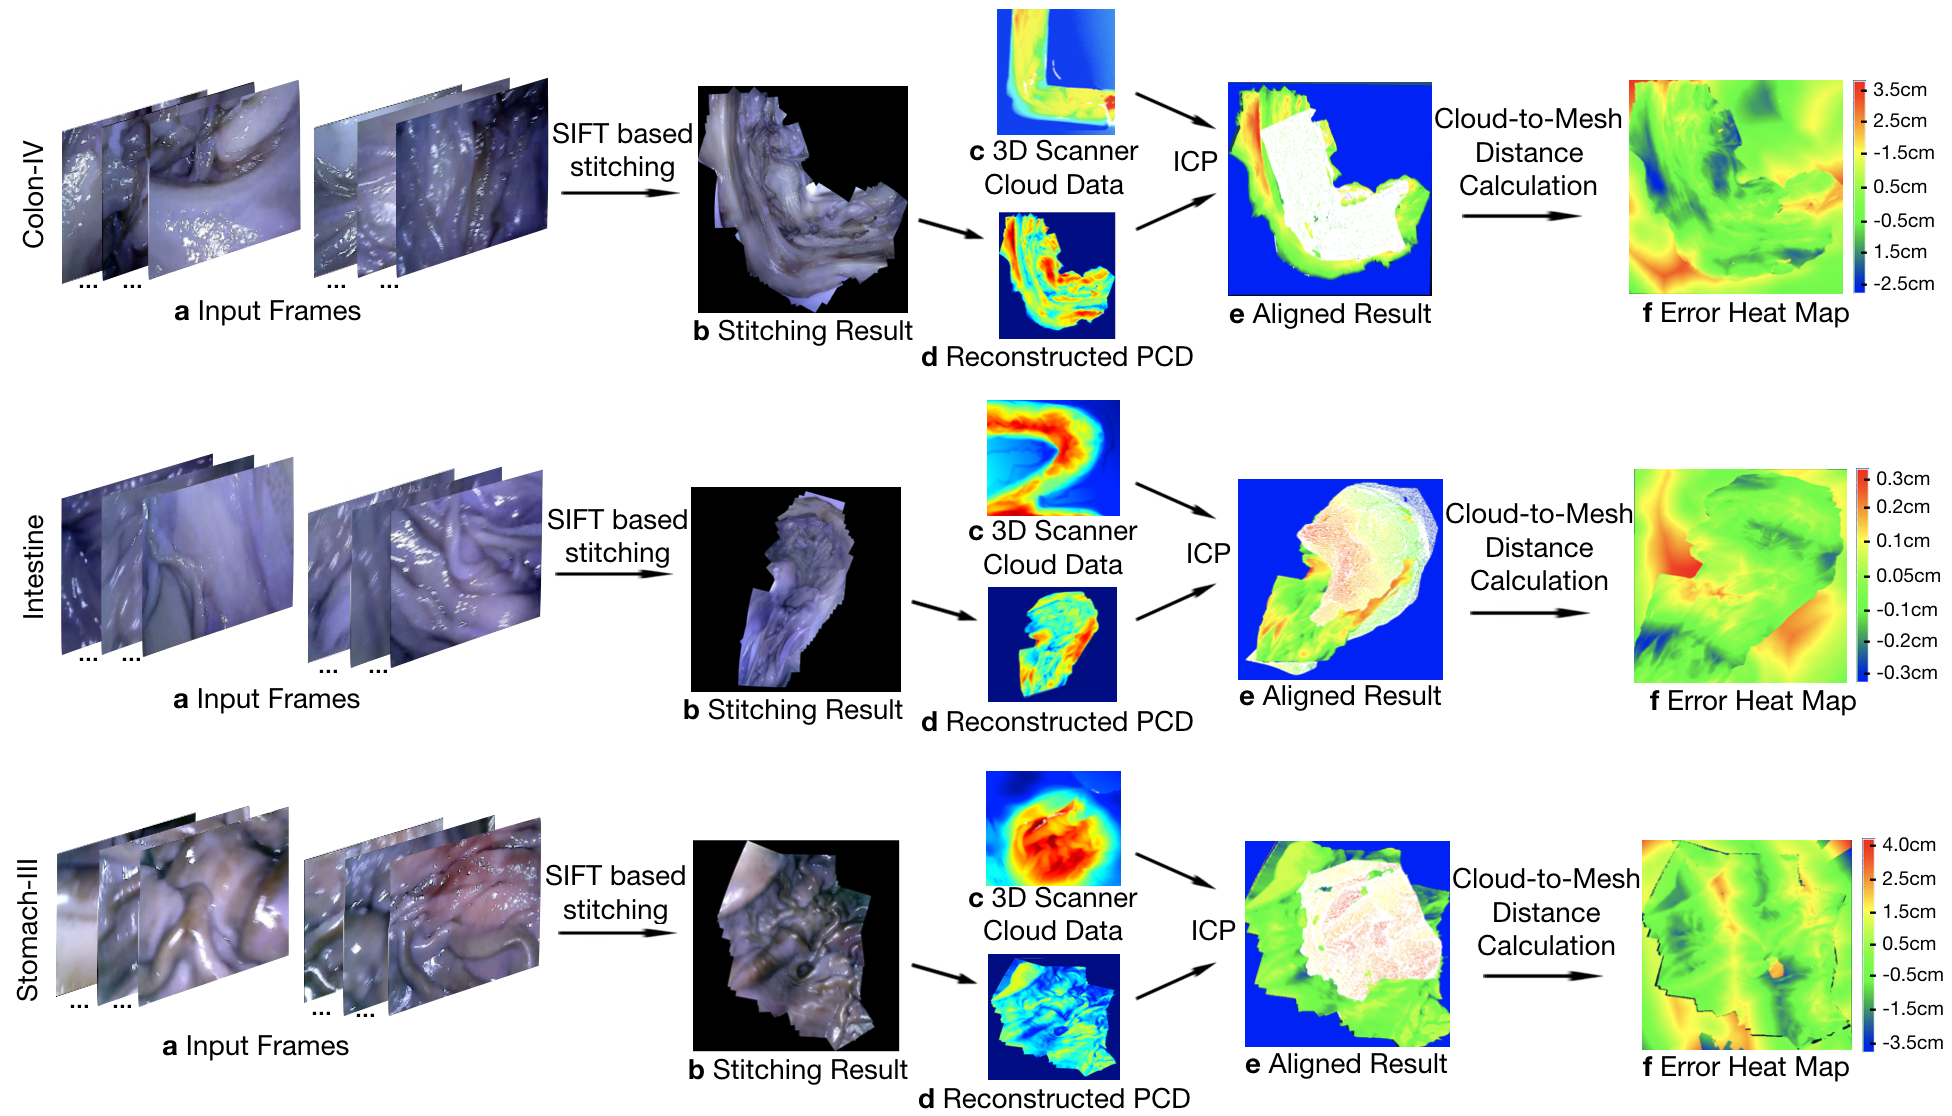 Colon-IV
...
...
...
...
a Input Frames
SIFT based
stitching
b Stitching Result
c 3D Scanner
Cloud Data
d Reconstructed PCD
ICP
e Aligned Result
Cloud-to-Mesh
Distance
Calculation
3.5cm
2.5cm
-1.5cm
0.5cm
-0.5cm
1.5cm
-2.5cm
f Error Heat Map
Intestine
...
...
...
...
a Input Frames
SIFT based
stitching
b Stitching Result
c 3D Scanner
Cloud Data
d Reconstructed PCD
ICP
e Aligned Result
Cloud-to-Mesh
Distance
Calculation
0.3cm
0.2cm
0.1cm
0.05cm
-0.1cm
-0.2cm
-0.3cm
f Error Heat Map
Stomach-III
...
...
...
...
a Input Frames
SIFT based
stitching
b Stitching Result
c 3D Scanner
Cloud Data
d Reconstructed PCD
ICP
e Aligned Result
Cloud-to-Mesh
Distance
Calculation
4.0cm
2.5cm
1.5cm
0.5cm
-0.5cm
-1.5cm
-3.5cm
f Error Heat Map